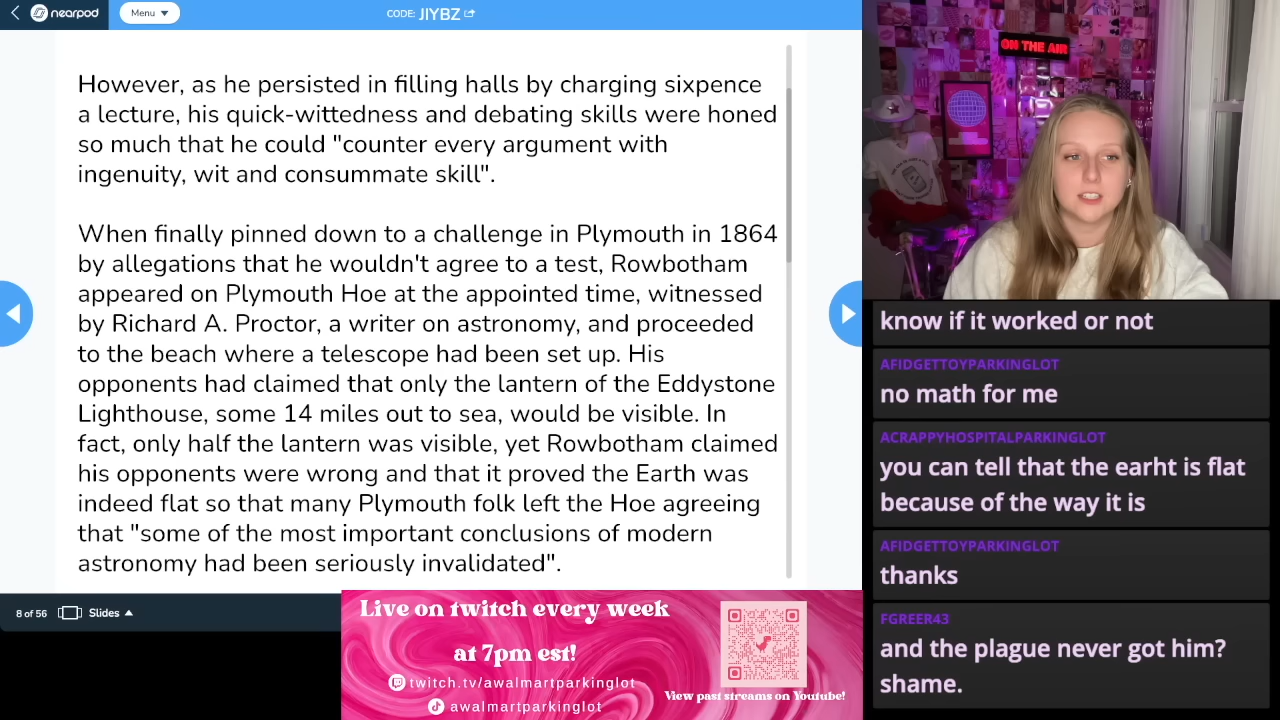 nearpod
Menu
CODE: JIYBZ
However, as he persisted in filling halls by charging sixpence
a lecture, his quick-wittedness and debating skills were honed
so much that he could "counter every argument with
ingenuity, wit and consummate skill".
When finally pinned down to a challenge in Plymouth in 1864
by allegations that he wouldn't agree to a test, Rowbotham
appeared on Plymouth Hoe at the appointed time, witnessed
by Richard A. Proctor, a writer on astronomy, and proceeded
to the beach where a telescope had been set up. His
opponents had claimed that only the lantern of the Eddystone
Lighthouse, some 14 miles out to sea, would be visible. In
fact, only half the lantern was visible, yet Rowbotham claimed
his opponents were wrong and that it proved the Earth was
indeed flat so that many Plymouth folk left the Hoe agreeing
that "some of the most important conclusions of modern
astronomy had been seriously invalidated".
8 of 56
Slides
Live on twitch every week
at 7pm est!
twitch.tv/awalmartparkinglot
awalmartparkinglot
View past streams on Youtube!
ON THE AIR
know if it worked or not
AFIDGETTOYPARKINGLOT
no math for me
ACRAPPYHOSPITALPARKINGLOT
you can tell that the earht is flat
because of the way it is
AFIDGETTOYPARKINGLOT
thanks
FGREER43
and the plague never got him?
shame.